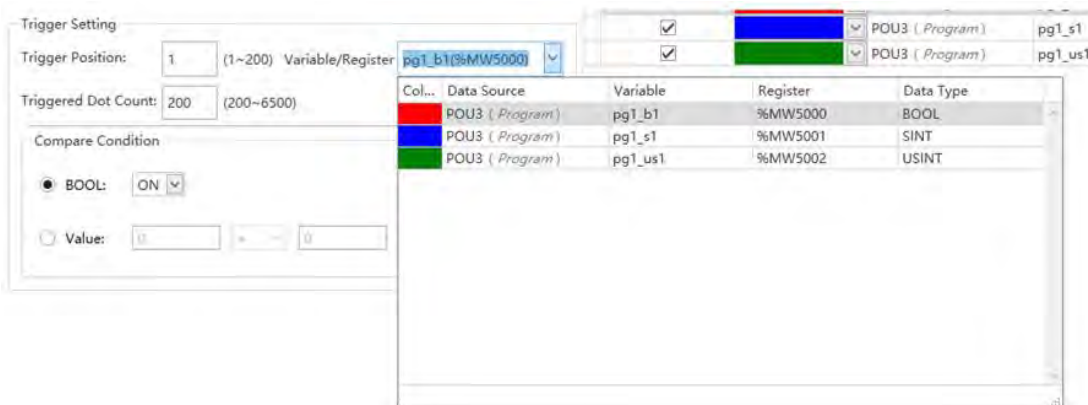 Trigger Setting
Trigger Position: 1 (1~200) Variable/Register pg1_b1(%MW5000)
Triggered Dot Count: 200 (200~6500)
Compare Condition
BOOL: ON
Value: 0 0
POU3 ( Program ) pg1_s1
POU3 ( Program ) pg1_us1
Col... Data Source Variable Register Data Type
POU3 ( Program ) pg1_b1 %MW5000 BOOL
POU3 ( Program ) pg1_s1 %MW5001 SINT
POU3 ( Program ) pg1_us1 %MW5002 USINT